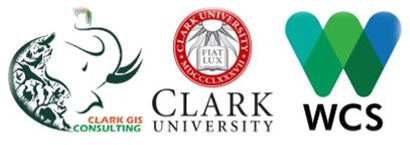 CLARK GIS
CONSULTING
CLARK UNIVERSITY
FIAT
LUX
MDCCCLXXXVII
CLARK
UNIVERSITY
WCS